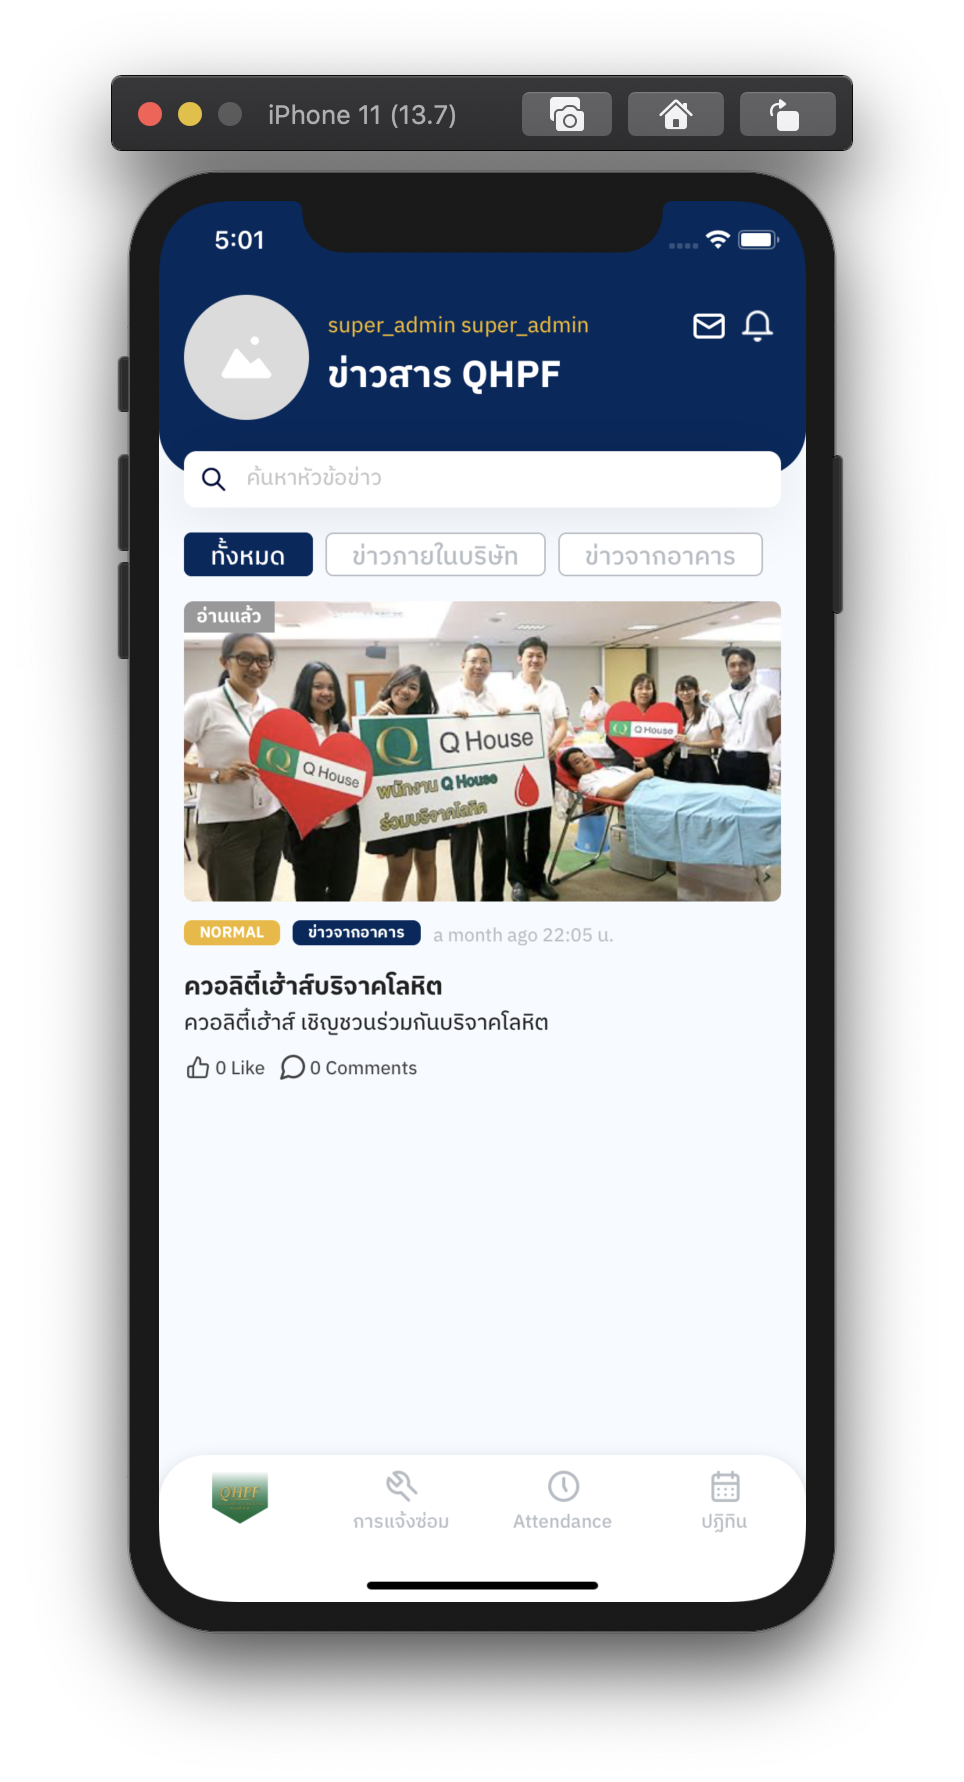 iPhone 11 (13.7)
5:01
super_admin super_admin
ข่าวสาร QHPF
ค้นหาหัวข้อข่าว
ทั้งหมด ข่าวภายในบริษัท ข่าวจากอาคาร
อ่านแล้ว
Q Q House
Q Q House
Q Q House
พนักงาน Q House
ร่วมบริจาคโลหิต
NORMAL ข่าวจากอาคาร a month ago 22:05 น.
ควอลิตี้เฮ้าส์บริจาคโลหิต
ควอลิตี้เฮ้าส์ เชิญชวนร่วมกันบริจาคโลหิต
0 Like 0 Comments
QHPF
การแจ้งซ่อม Attendance ปฎิทิน